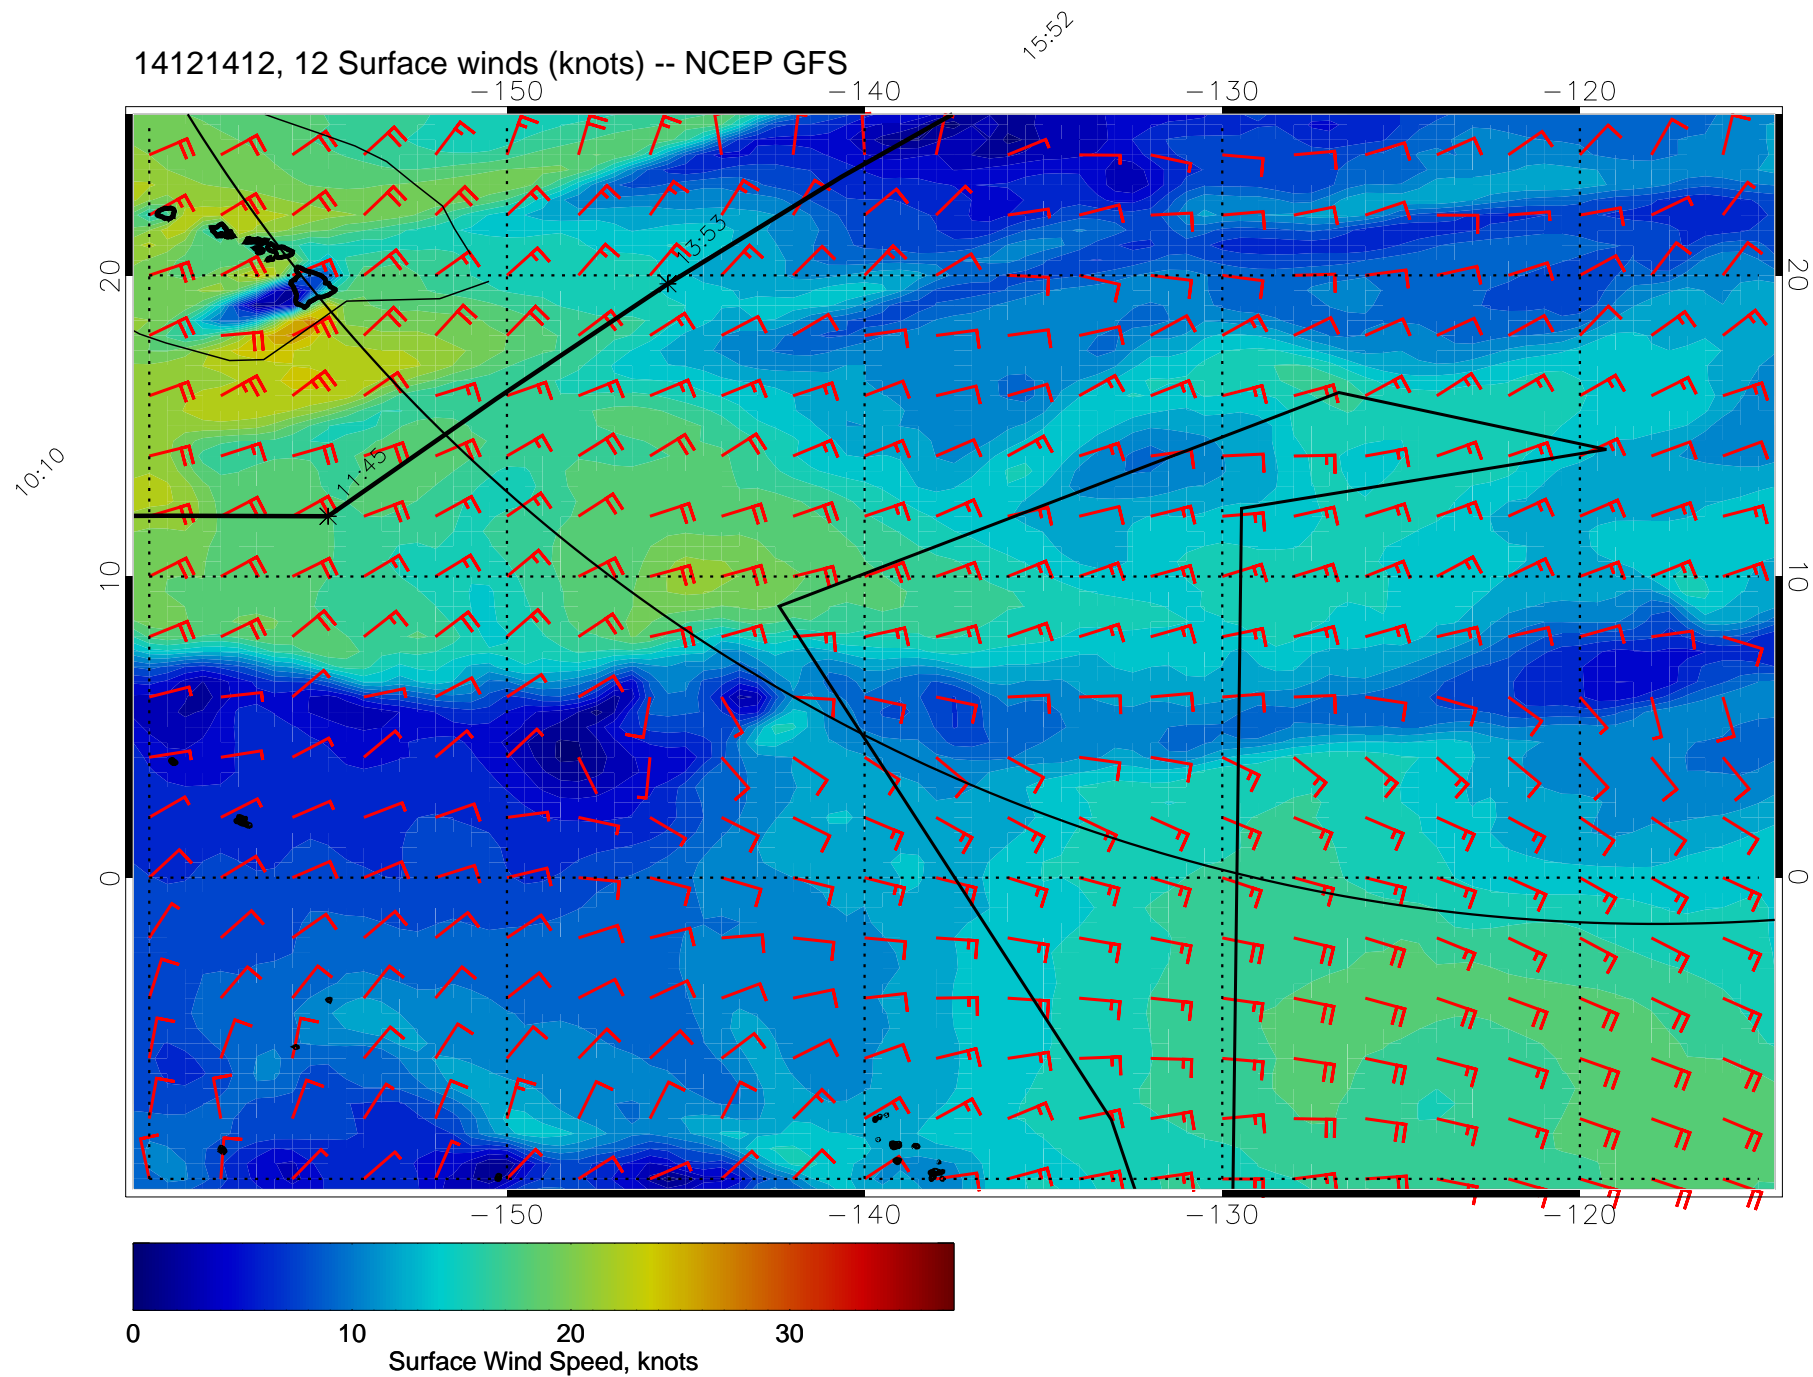 15:52
14121412, 12 Surface winds (knots) -- NCEP GFS
-150 -140 -130 -120
13:53
20 20
11:45
10:10
10 10
0 0
-150 -140 -130 -120
0 10 20 30
Surface Wind Speed, knots